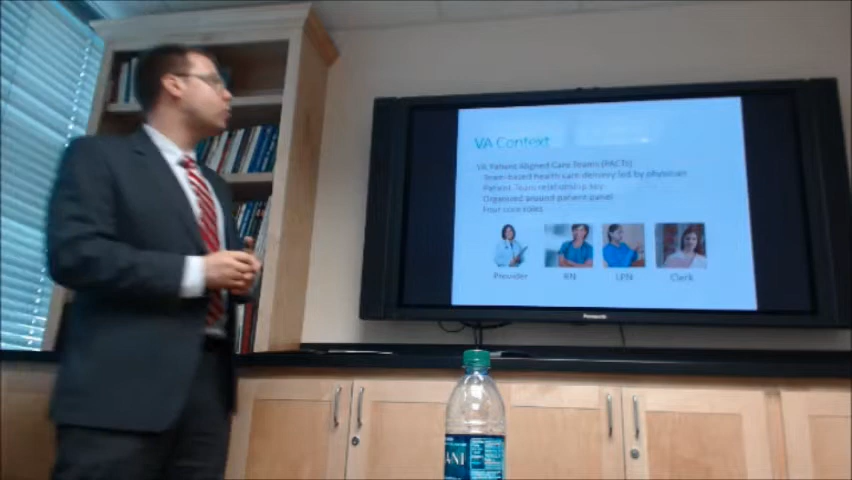 VA Context
VA Patient Aligned Care Teams (PACTs)
Team-based health care delivery led by physician
Patient Team relationship key
Organized around patient panel
Four core roles
Provider
RN
LPN
Clerk
Panasonic
ANI